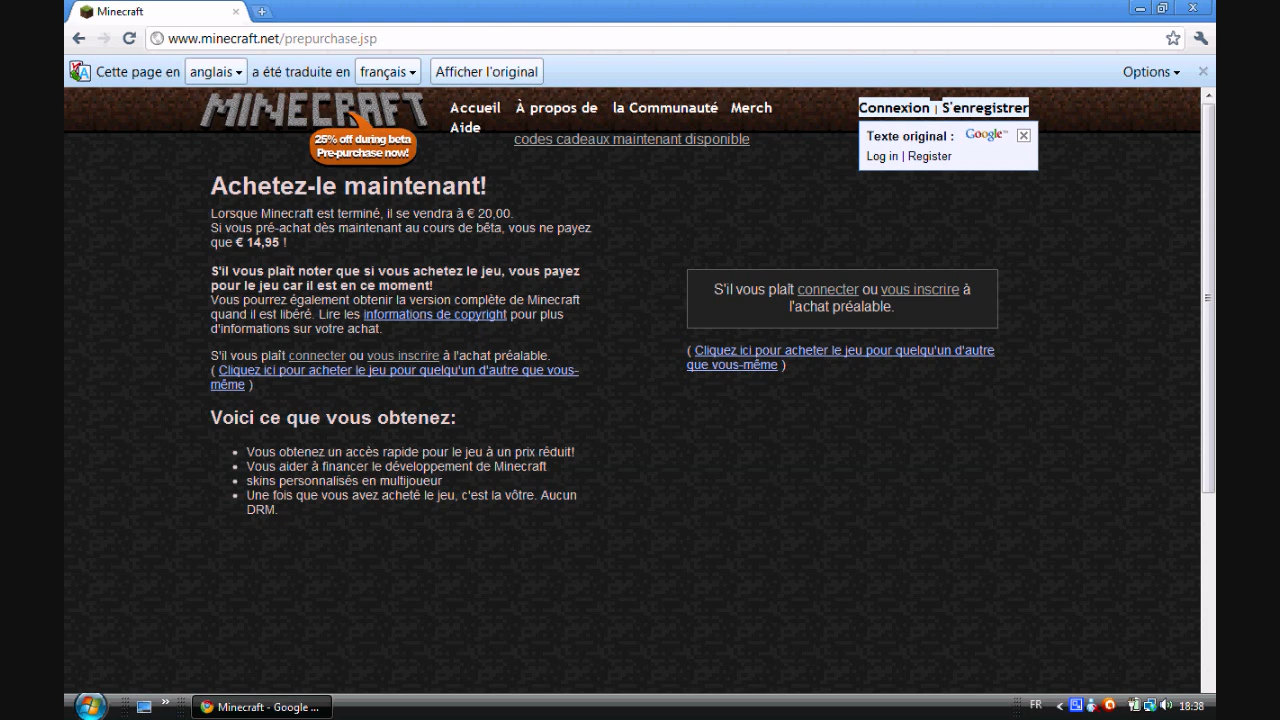 Minecraft
www.minecraft.net/prepurchase.jsp
Cette page en anglais a été traduite en français Afficher l'original Options
MINECRAFT
25% off during beta
Pre-purchase now!
Accueil À propos de la Communauté Merch
Aide
codes cadeaux maintenant disponible
Connexion | S'enregistrer
Texte original : Google™
Log in | Register
Achetez-le maintenant!
Lorsque Minecraft est terminé, il se vendra à € 20,00.
Si vous pré-achat dès maintenant au cours de bêta, vous ne payez
que € 14,95 !
S'il vous plaît noter que si vous achetez le jeu, vous payez
pour le jeu car il est en ce moment!
Vous pourrez également obtenir la version complète de Minecraft
quand il est libéré. Lire les informations de copyright pour plus
d'informations sur votre achat.
S'il vous plaît connecter ou vous inscrire à l'achat préalable.
( Cliquez ici pour acheter le jeu pour quelqu'un d'autre que vous-
même )
S'il vous plaît connecter ou vous inscrire à
l'achat préalable.
( Cliquez ici pour acheter le jeu pour quelqu'un d'autre
que vous-même )
Voici ce que vous obtenez:
• Vous obtenez un accès rapide pour le jeu à un prix réduit!
• Vous aider à financer le développement de Minecraft
• skins personnalisés en multijoueur
• Une fois que vous avez acheté le jeu, c'est la vôtre. Aucun
DRM.
Minecraft - Google ...
FR
18:38